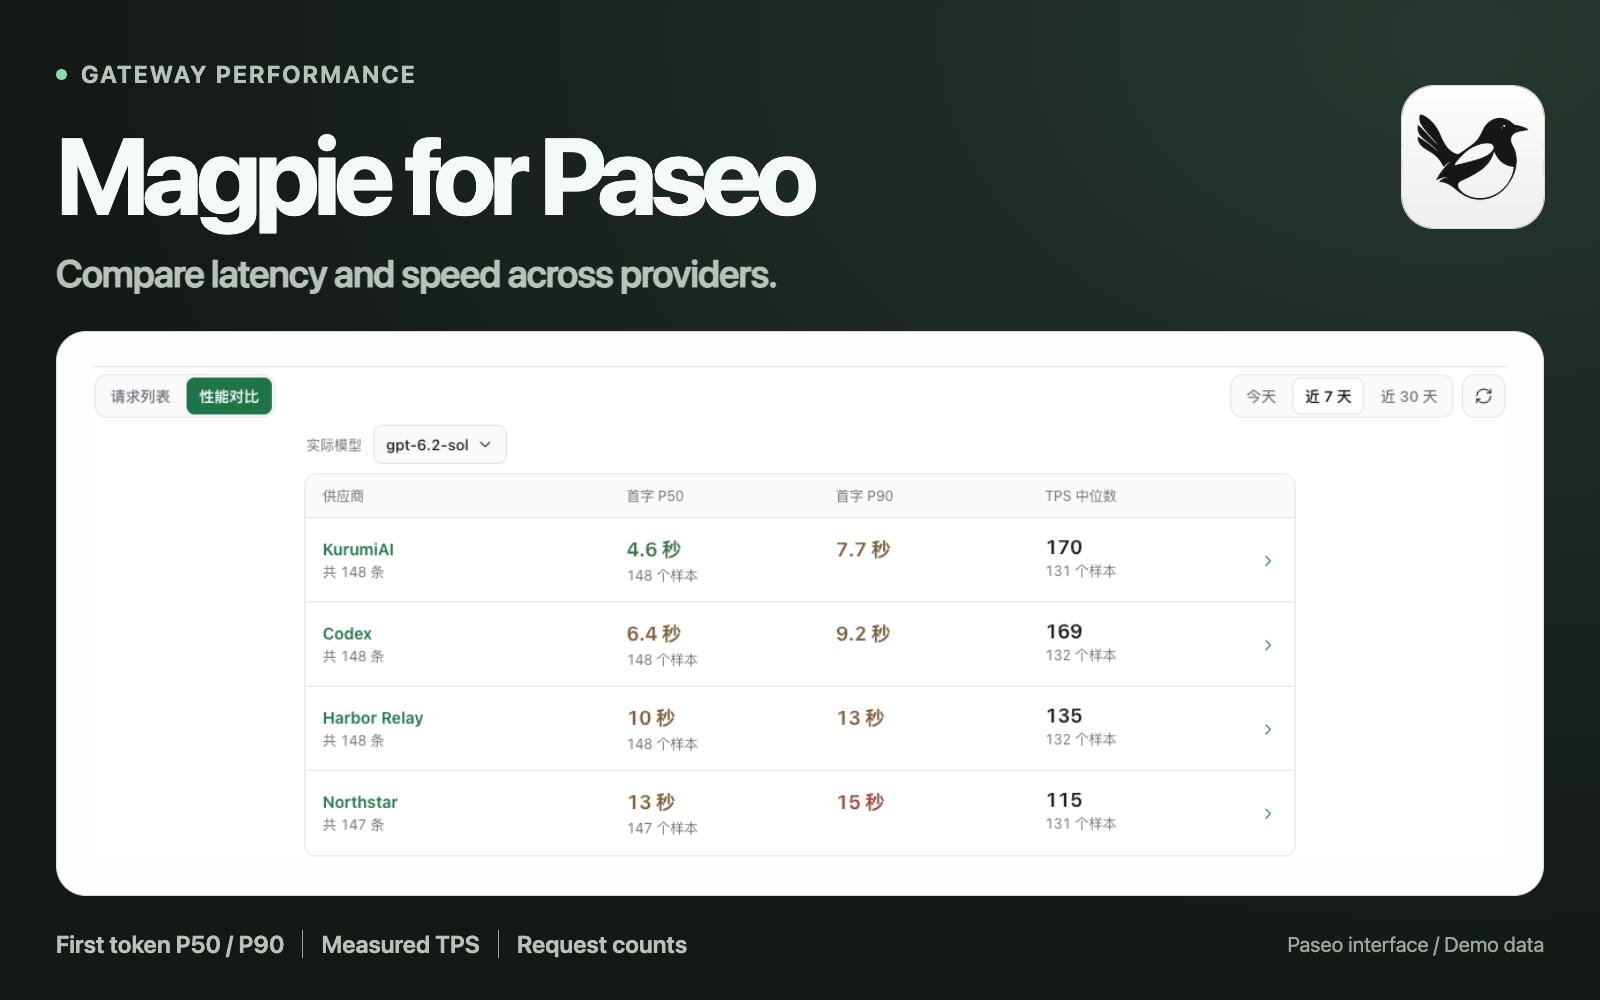 GATEWAY PERFORMANCE
Magpie for Paseo
Compare latency and speed across providers.
请求列表 性能对比 今天 近 7 天 近 30 天
实际模型 gpt-6.2-sol
供应商 首字 P50 首字 P90 TPS 中位数
KurumiAI 4.6 秒 7.7 秒 170
共 148 条 148 个样本 131 个样本
Codex 6.4 秒 9.2 秒 169
共 148 条 148 个样本 132 个样本
Harbor Relay 10 秒 13 秒 135
共 148 条 148 个样本 132 个样本
Northstar 13 秒 15 秒 115
共 147 条 147 个样本 131 个样本
First token P50 / P90 Measured TPS Request counts Paseo interface / Demo data